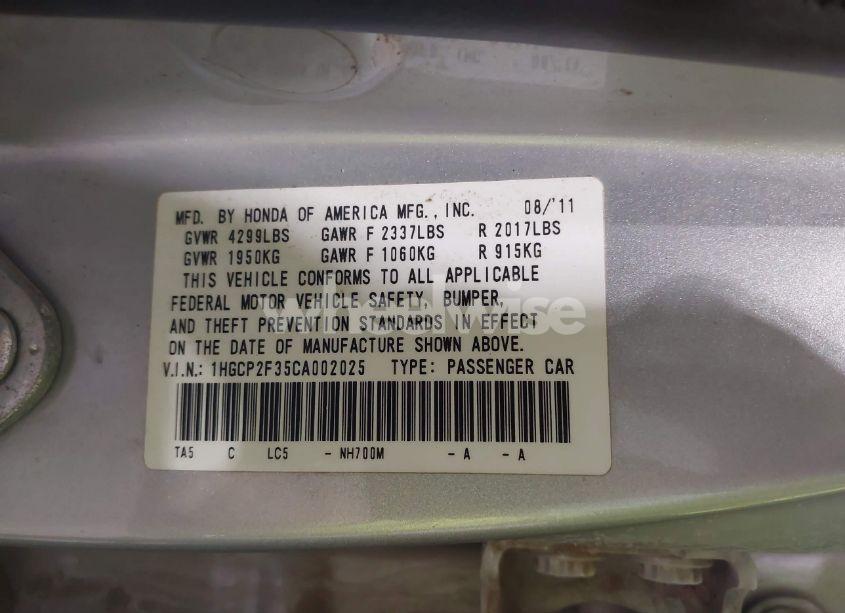 MFD. BY HONDA OF AMERICA MFG., INC. 08/'11
GVWR 4299LBS GAWR F 2337LBS R 2017LBS
GVWR 1950KG GAWR F 1060KG R 915KG
THIS VEHICLE CONFORMS TO ALL APPLICABLE
FEDERAL MOTOR VEHICLE SAFETY, BUMPER,
AND THEFT PREVENTION STANDARDS IN EFFECT
ON THE DATE OF MANUFACTURE SHOWN ABOVE.
V.I.N.: 1HGCP2F35CA002025 TYPE: PASSENGER CAR
TA5 C LC5 - NH700M - A - A
wheelwise